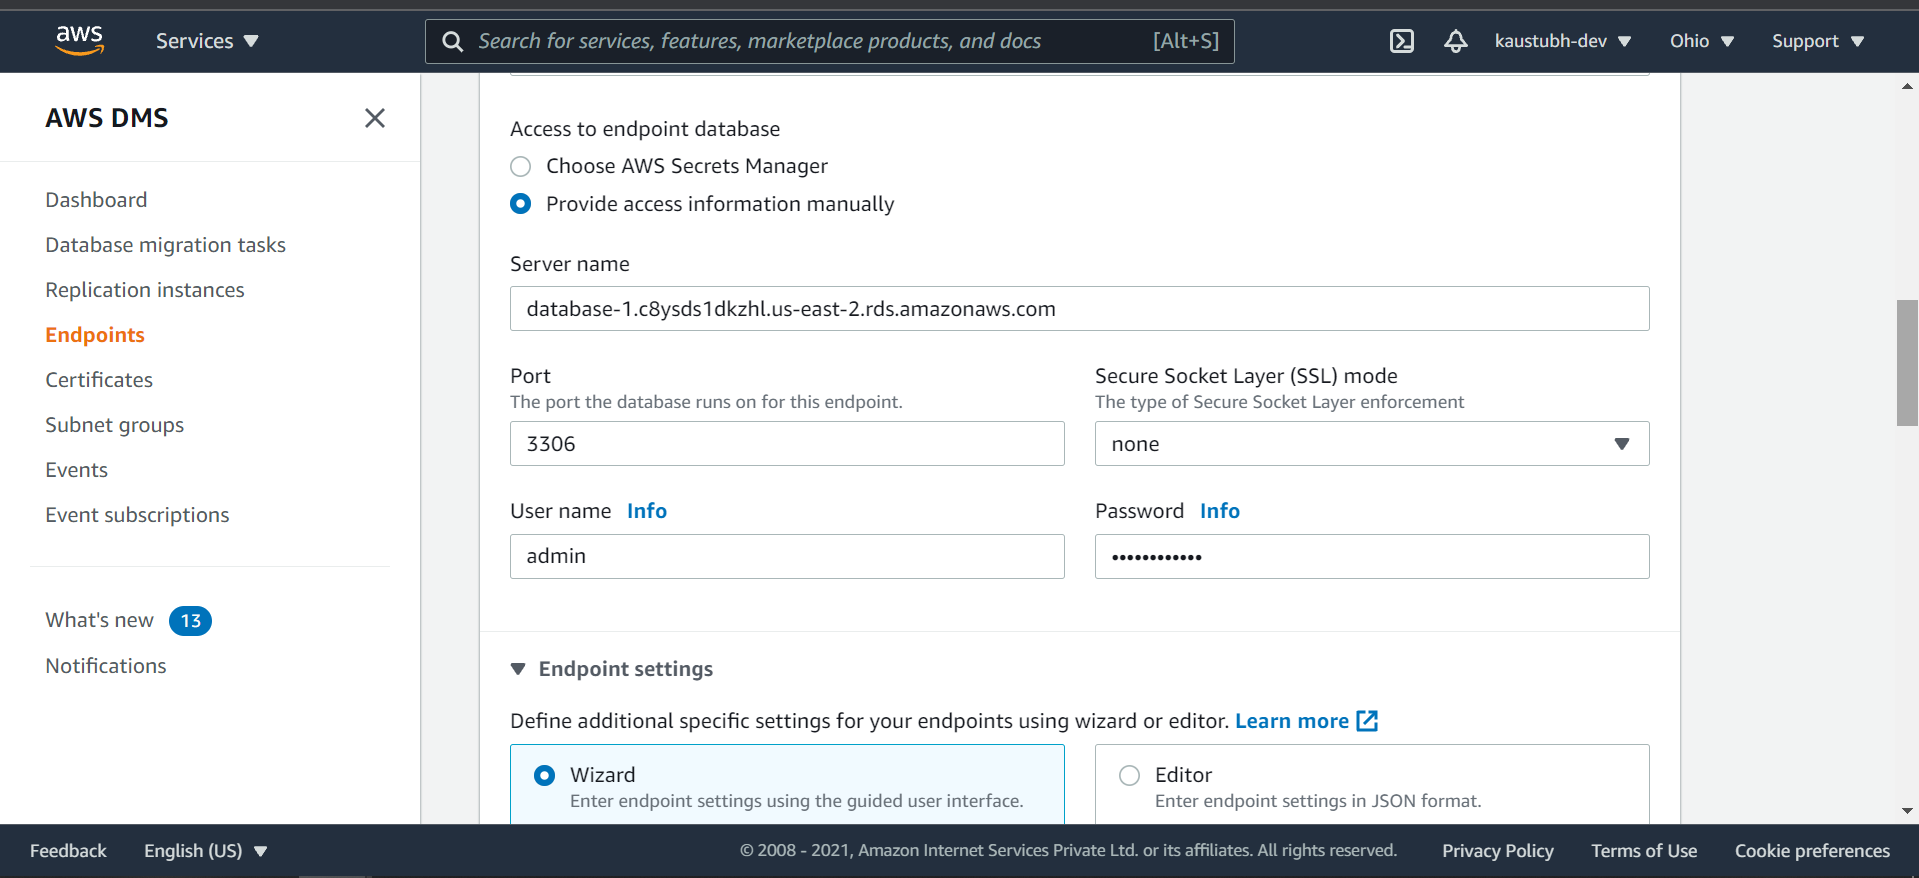 aws Services Search for services, features, marketplace products, and docs [Alt+S] kaustubh-dev Ohio Support
AWS DMS
Dashboard
Database migration tasks
Replication instances
Endpoints
Certificates
Subnet groups
Events
Event subscriptions
What's new 13
Notifications
Access to endpoint database
Choose AWS Secrets Manager
Provide access information manually
Server name
database-1.c8ysds1dkzhl.us-east-2.rds.amazonaws.com
Port
The port the database runs on for this endpoint.
3306
Secure Socket Layer (SSL) mode
The type of Secure Socket Layer enforcement
none
User name Info
admin
Password Info
••••••••••••
Endpoint settings
Define additional specific settings for your endpoints using wizard or editor. Learn more
Wizard
Enter endpoint settings using the guided user interface.
Editor
Enter endpoint settings in JSON format.
Feedback English (US) © 2008 - 2021, Amazon Internet Services Private Ltd. or its affiliates. All rights reserved. Privacy Policy Terms of Use Cookie preferences